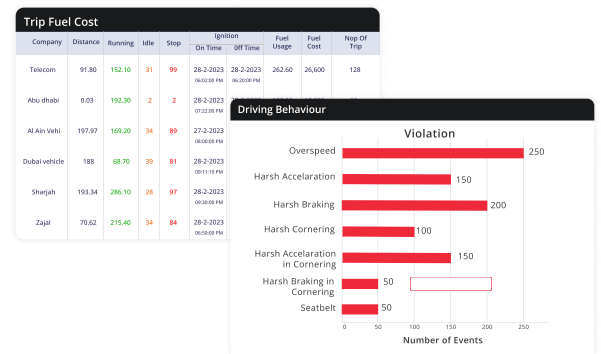 Trip Fuel Cost
Company Distance Running Idle Stop Ignition Fuel Usage Fuel Cost Nop Of Trip
On Time 0ff Time
Telecom 91.80 152.10 31 99 28-2-2023 28-2-2023 262.60 26,600 128
06:02:00 PM 06:20:00 PM
Abu dhabi 0.03 192.30 2 2 28-2-2023
07:22:00 PM
Al Ain Vehi 197.97 169.20 34 89 27-2-2023
08:00:00 PM
Dubai vehicle 188 68.70 39 81 28-2-2023
09:11:10 PM
Sharjah 193.34 286.10 28 97 28-2-2023
09:30:00 PM
Zajal 70.62 215.40 34 84 28-2-2023
06:50:00 PM
Driving Behaviour
Violation
Overspeed 250
Harsh Accelaration 150
Harsh Braking 200
Harsh Cornering 100
Harsh Accelaration
in Cornering 150
Harsh Braking in
Cornering 50
Seatbelt 50
0 50 100 150 200 250
Number of Events